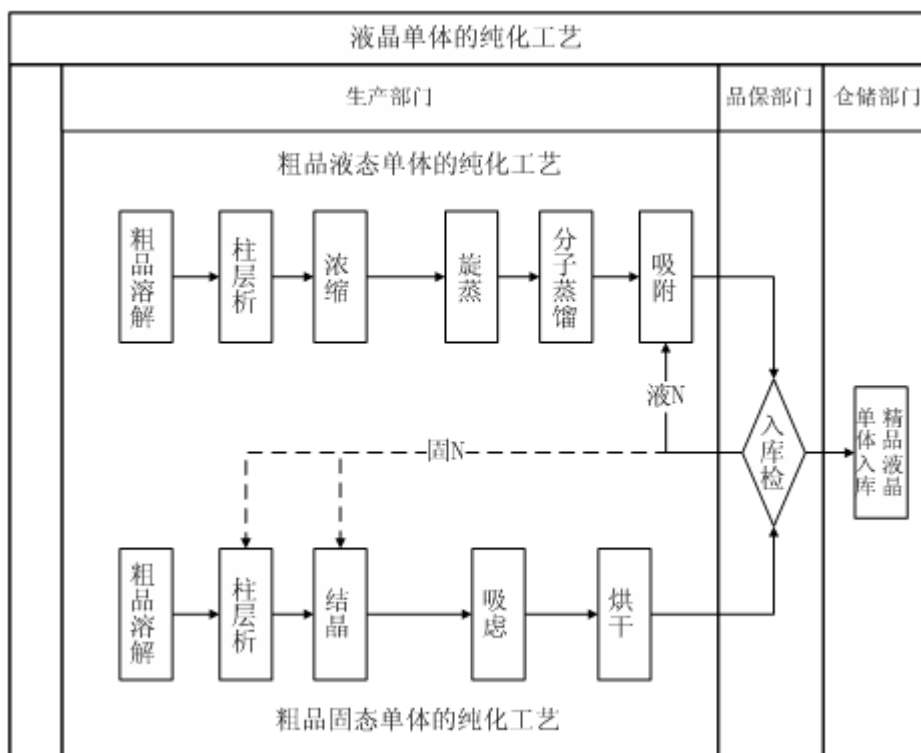 液晶单体的纯化工艺
生产部门
品保部门
仓储部门
粗品液态单体的纯化工艺
粗品溶解
柱层析
浓缩
旋蒸
分子蒸馏
吸附
液N
固N
入库检
精品液晶
单体入库
粗品溶解
柱层析
结晶
吸虑
烘干
粗品固态单体的纯化工艺